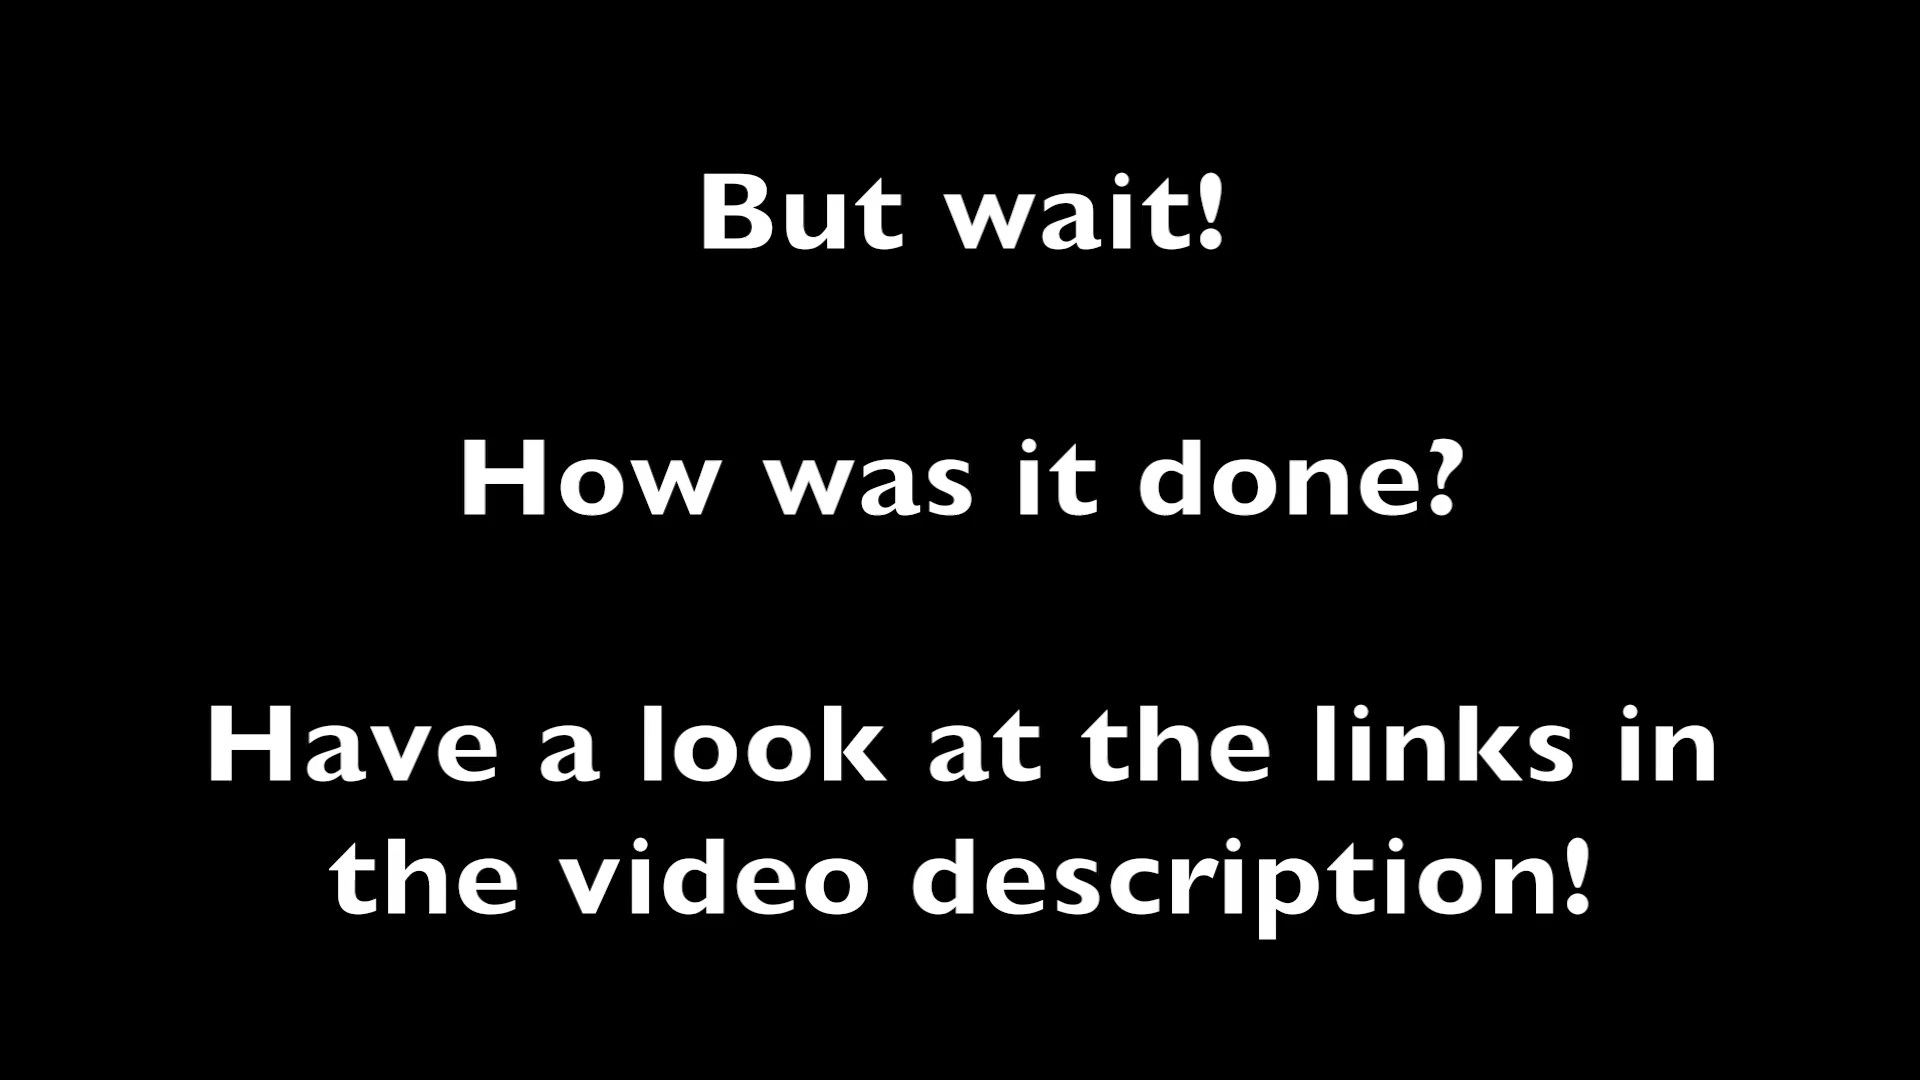 But wait!
How was it done?
Have a look at the links in
the video description!